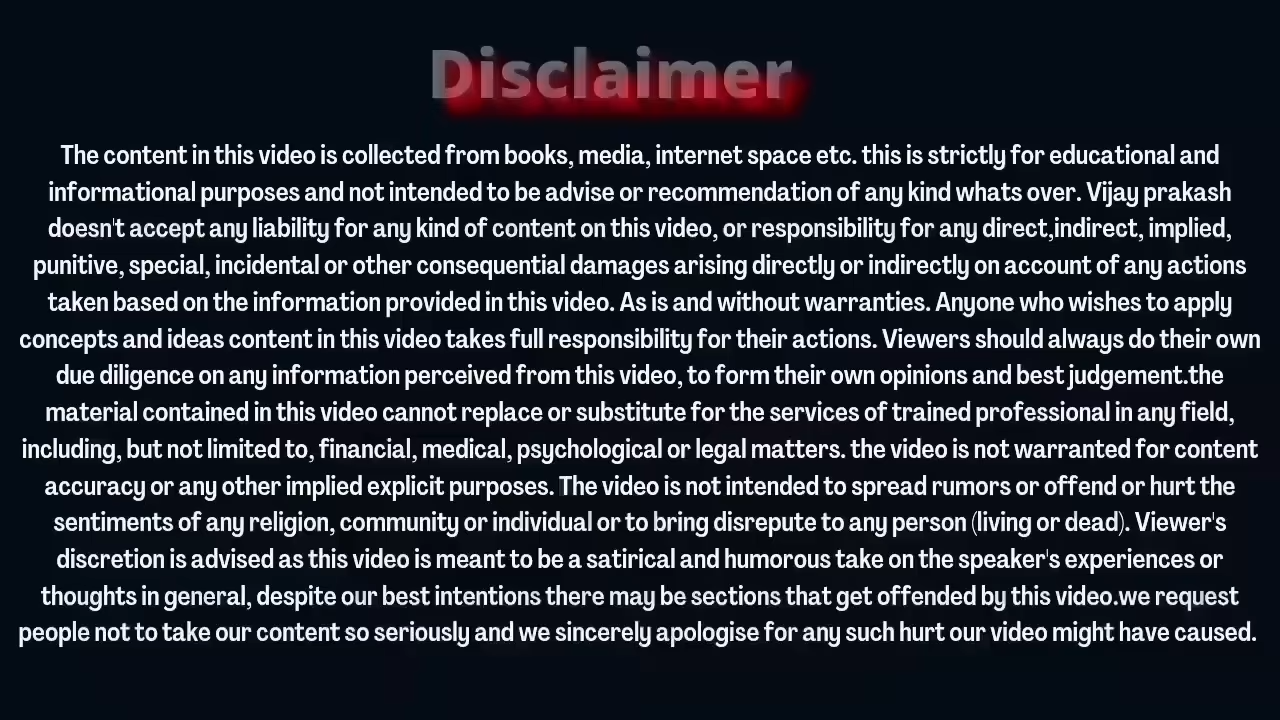 Disclaimer
The content in this video is collected from books, media, internet space etc. this is strictly for educational and
informational purposes and not intended to be advise or recommendation of any kind whats over. Vijay prakash
doesn't accept any liability for any kind of content on this video, or responsibility for any direct,indirect, implied,
punitive, special, incidental or other consequential damages arising directly or indirectly on account of any actions
taken based on the information provided in this video. As is and without warranties. Anyone who wishes to apply
concepts and ideas content in this video takes full responsibility for their actions. Viewers should always do their own
due diligence on any information perceived from this video, to form their own opinions and best judgement.the
material contained in this video cannot replace or substitute for the services of trained professional in any field,
including, but not limited to, financial, medical, psychological or legal matters. the video is not warranted for content
accuracy or any other implied explicit purposes. The video is not intended to spread rumors or offend or hurt the
sentiments of any religion, community or individual or to bring disrepute to any person (living or dead). Viewer's
discretion is advised as this video is meant to be a satirical and humorous take on the speaker's experiences or
thoughts in general, despite our best intentions there may be sections that get offended by this video.we request
people not to take our content so seriously and we sincerely apologise for any such hurt our video might have caused.